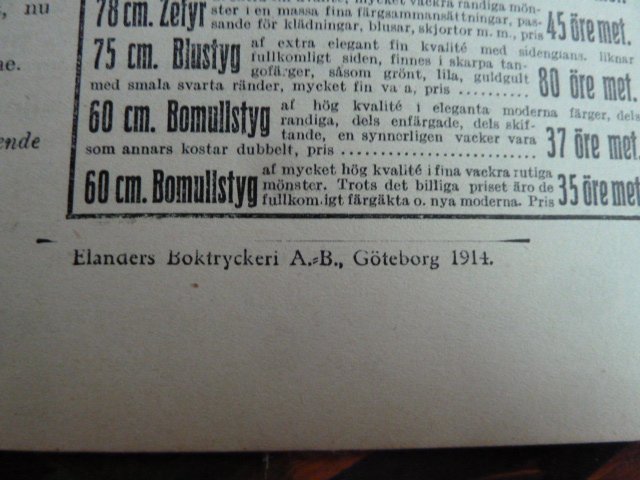 nu
78 cm. Zefyr ster i en massa fina färgsammansättningar, pas-
sande för klädningar, blusar, skjortor m. m., pris 45 öre met.
75 cm. Blustyg af extra elegant fin kvalité med sidenglans. liknar
fullkomligt siden, finnes i skarpa tan-
gofärger, såsom grönt, lila, guldgult
med smala svarta ränder, mycket fin va a, pris .......... 80 öre met.
ne.
60 cm. Bomullstyg af hög kvalité i eleganta moderna färger, dels
randiga, dels enfärgade, dels skif-
tande, en synnerligen vacker vara
som annars kostar dubbelt, pris .................... 37 öre met.
ende
60 cm. Bomullstyg af mycket hög kvalité i fina vackra rutiga
mönster. Trots det billiga priset äro de
fullkom.igt färgäkta o. nya moderna. Pris 35 öre met
Elanders Boktryckeri A.-B., Göteborg 1914.